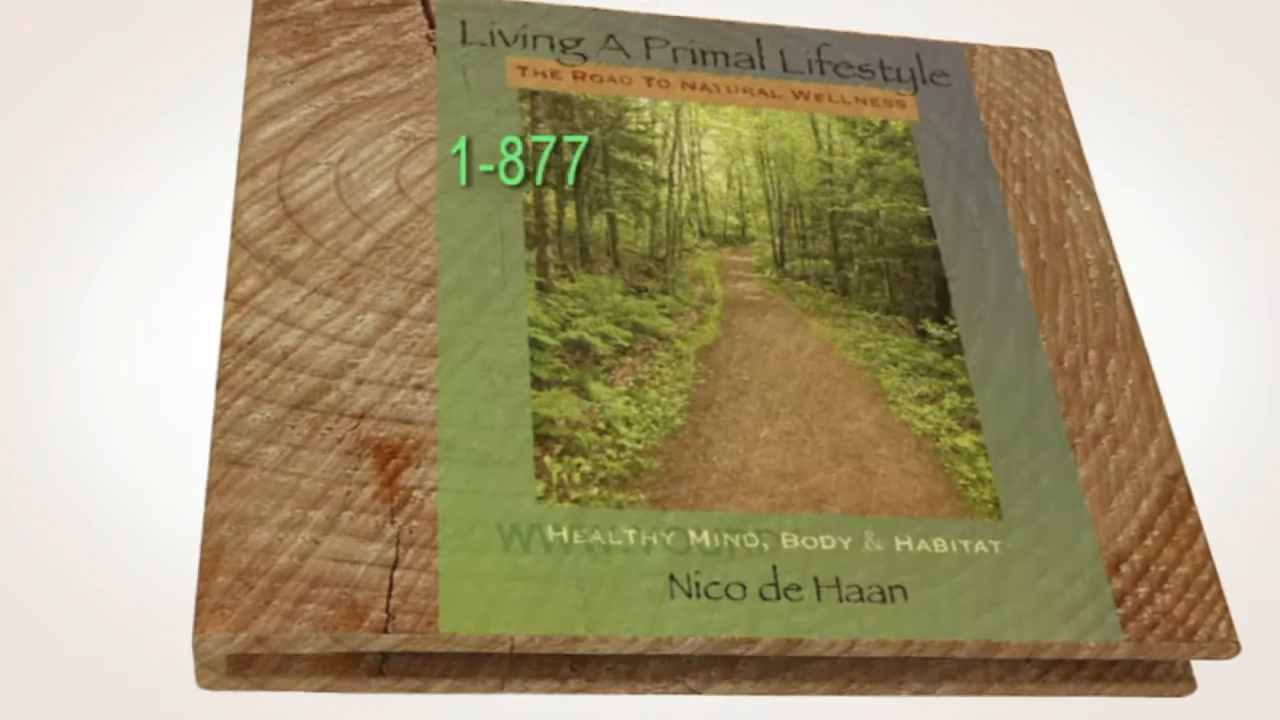 Living A Primal Lifestyle
THE ROAD TO NATURAL WELLNESS
1-877
HEALTHY MIND, BODY & HABITAT
Nico de Haan